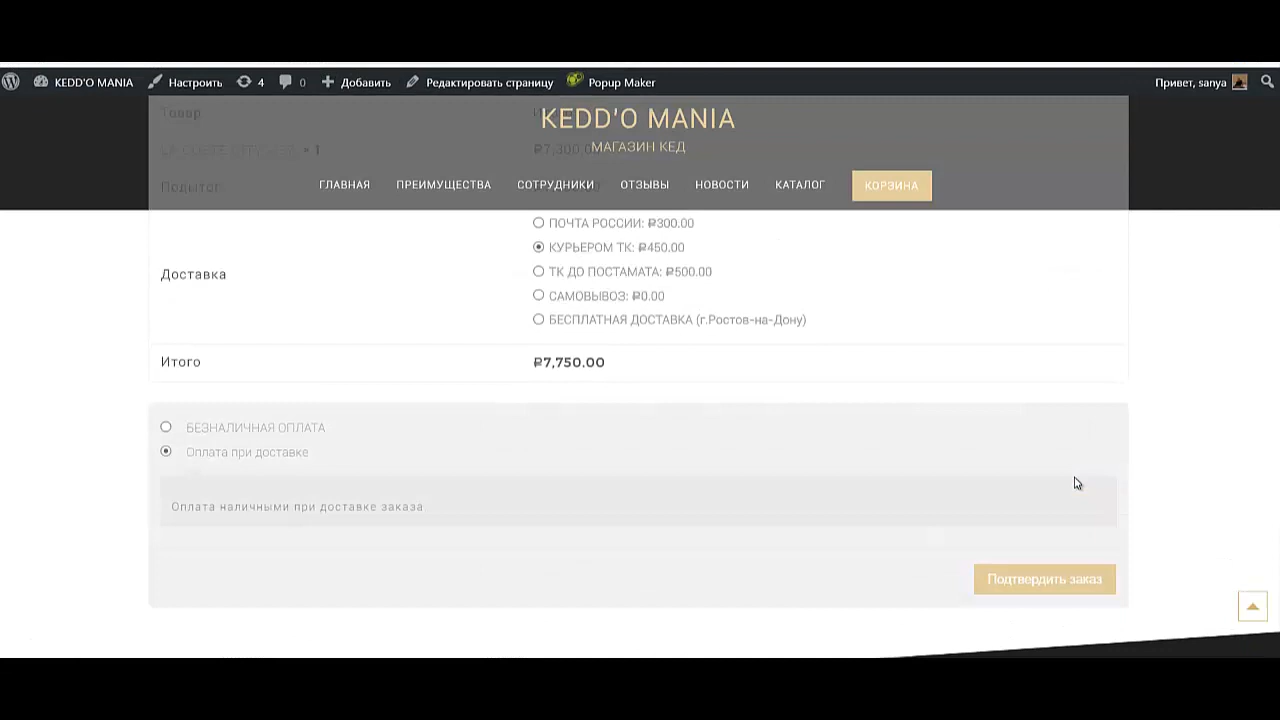 KEDD'O MANIA Настроить 4 0 Добавить Редактировать страницу Popup Maker Привет, sanya
Товар
KEDD'O MANIA
МАГАЗИН КЕД
× 1
₽7,300.
Подытог
ГЛАВНАЯ ПРЕИМУЩЕСТВА СОТРУДНИКИ ОТЗЫВЫ НОВОСТИ КАТАЛОГ КОРЗИНА
ПОЧТА РОССИИ: ₽300.00
КУРЬЕРОМ ТК: ₽450.00
Доставка
ТК ДО ПОСТАМАТА: ₽500.00
САМОВЫВОЗ: ₽0.00
БЕСПЛАТНАЯ ДОСТАВКА (г.Ростов-на-Дону)
Итого ₽7,750.00
БЕЗНАЛИЧНАЯ ОПЛАТА
Оплата при доставке
Оплата наличными при доставке заказа
Подтвердить заказ